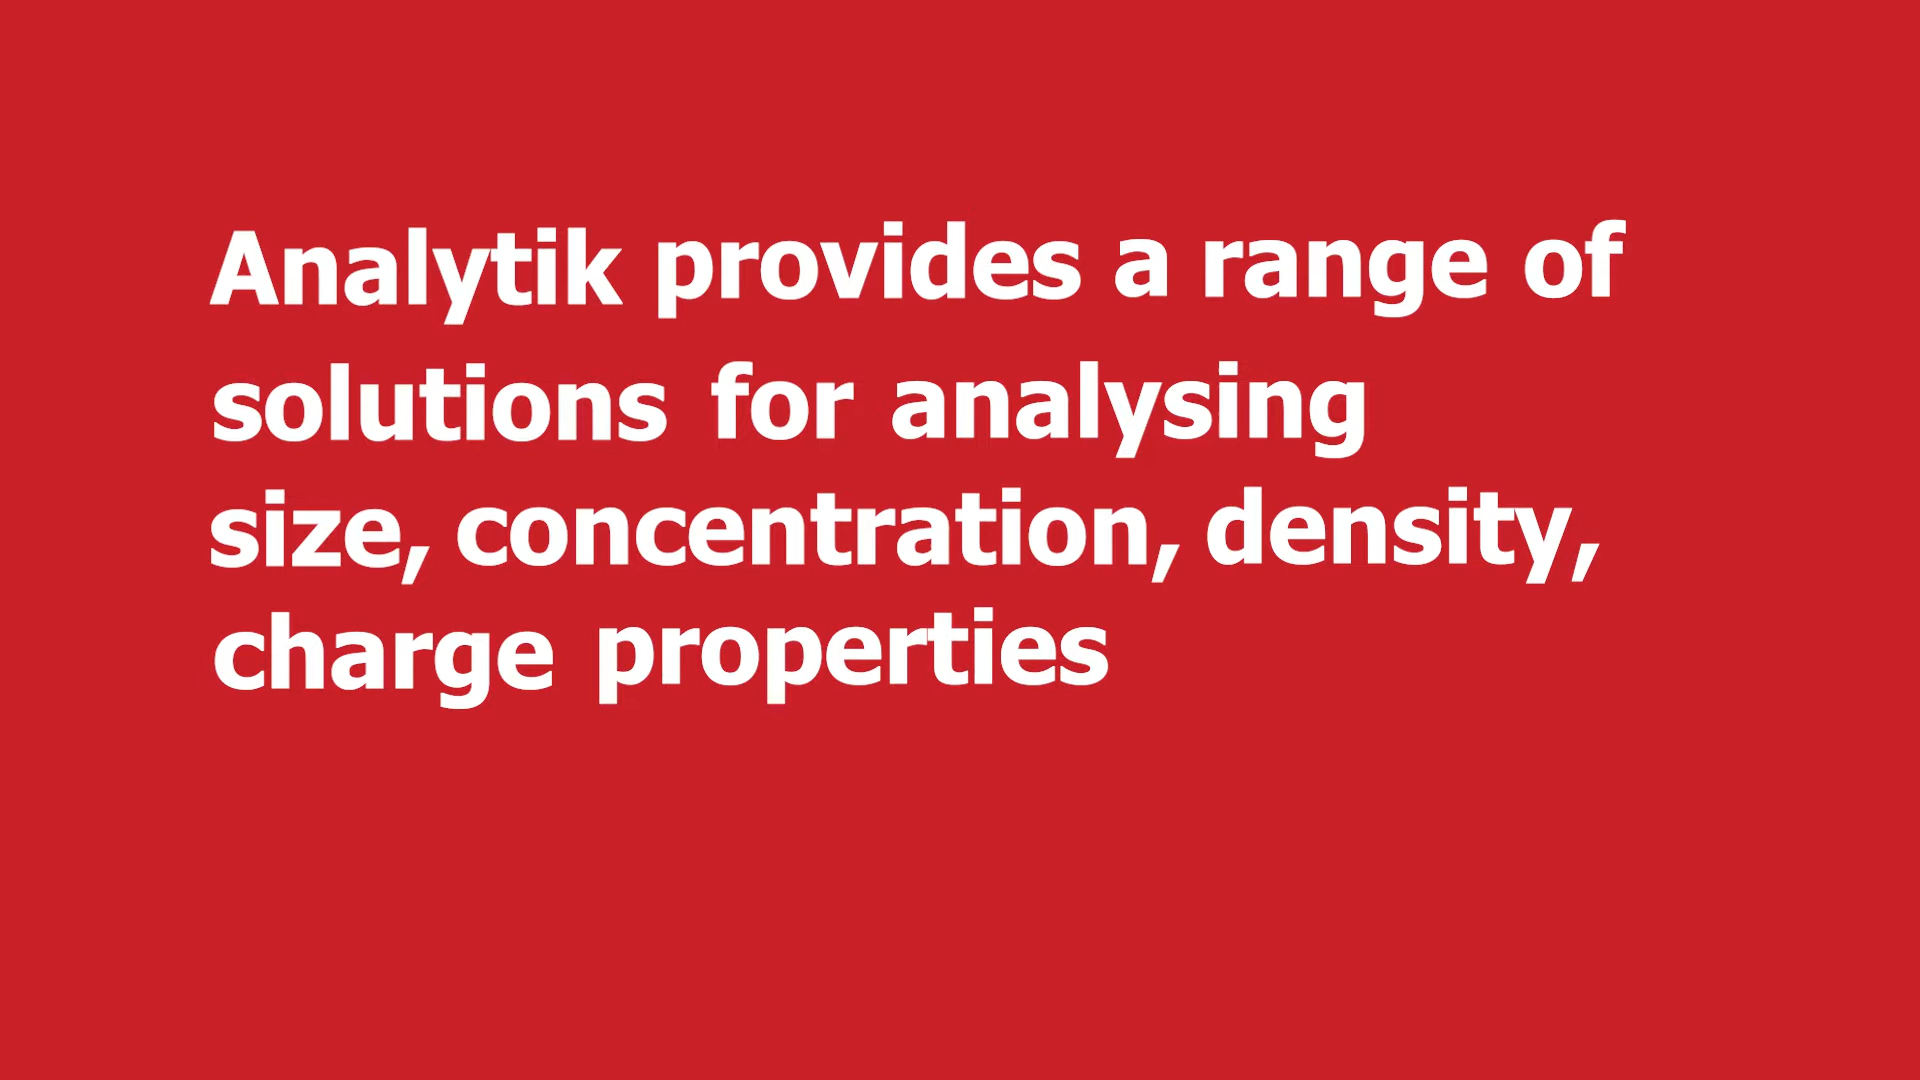 Analytik provides a range of
solutions for analysing
size, concentration, density,
charge properties